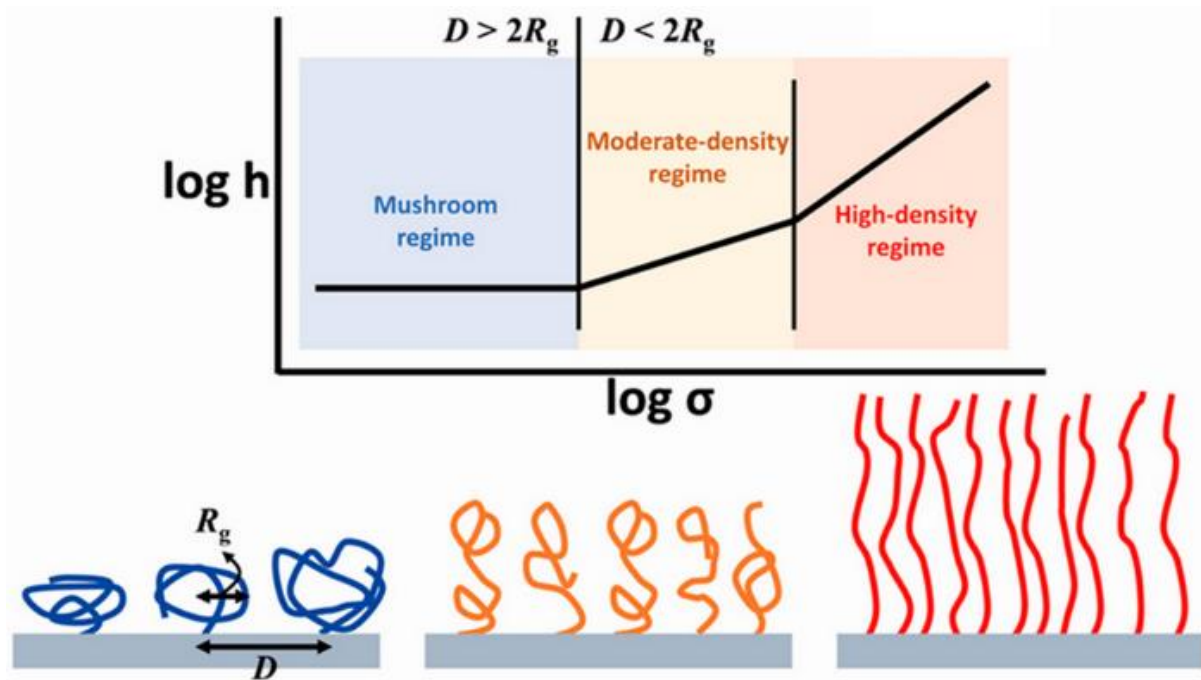 D > 2Rg
D < 2Rg
log h
Mushroom
regime
Moderate-density
regime
High-density
regime
log σ
Rg
D